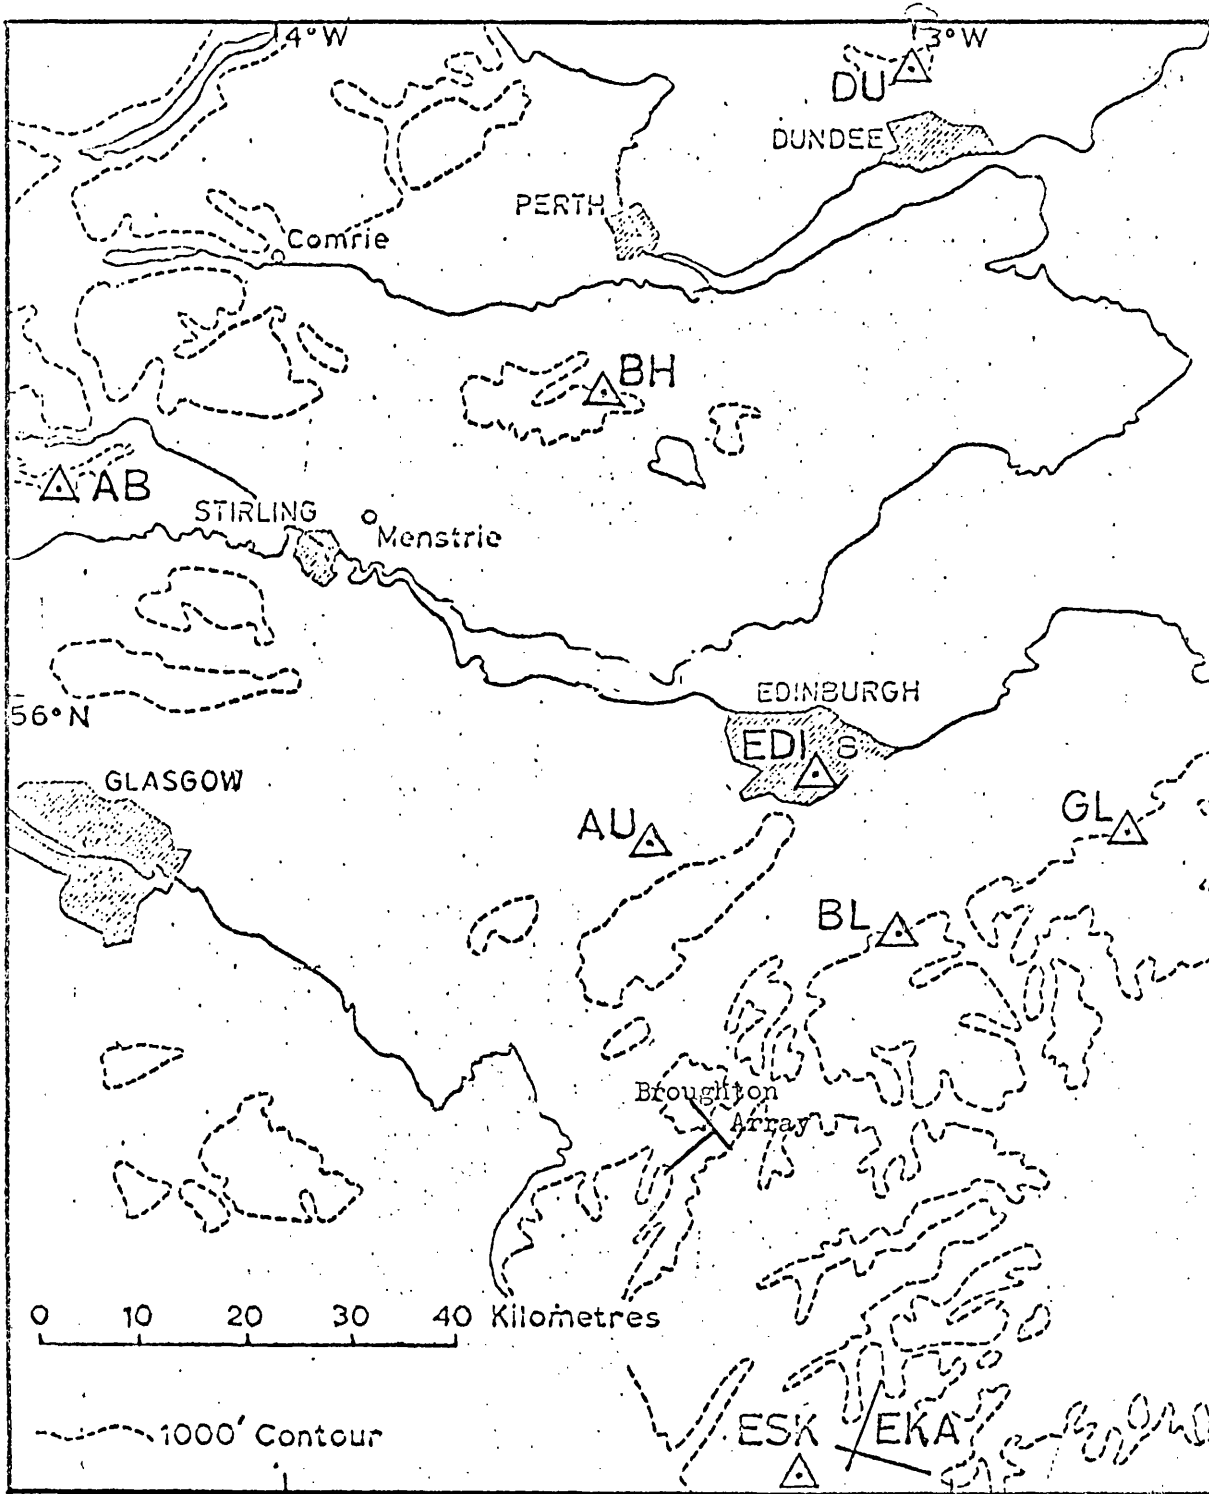 4°W
3°W
DU
DUNDEE
PERTH
Comrie
BH
AB
STIRLING
Menstrie
56°N
EDINBURGH
EDI
GLASGOW
AU
GL
BL
Broughton
Array
0 10 20 30 40 Kilometres
1000' Contour
ESK
EKA